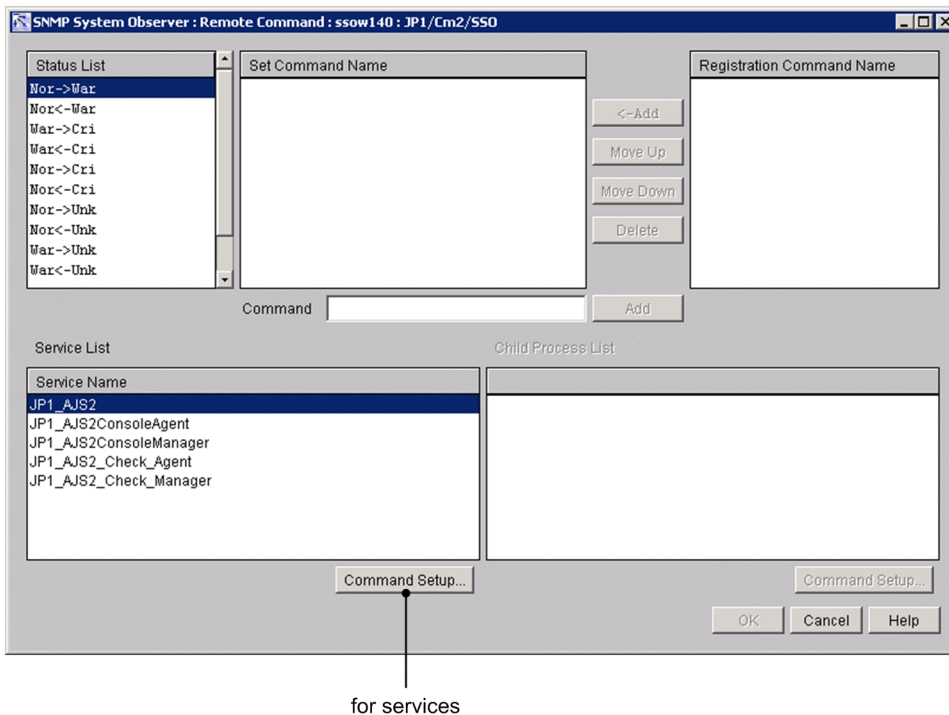 SNMP System Observer : Remote Command : ssow140 : JP1/Cm2/SSO
Status List
Set Command Name
Registration Command Name
Nor->War
Nor<-War
War->Cri
War<-Cri
Nor->Cri
Nor<-Cri
Nor->Unk
Nor<-Unk
War->Unk
War<-Unk
<-Add
Move Up
Move Down
Delete
Command
Add
Service List
Child Process List
Service Name
JP1_AJS2
JP1_AJS2ConsoleAgent
JP1_AJS2ConsoleManager
JP1_AJS2_Check_Agent
JP1_AJS2_Check_Manager
Command Setup...
Command Setup...
OK
Cancel
Help
for services